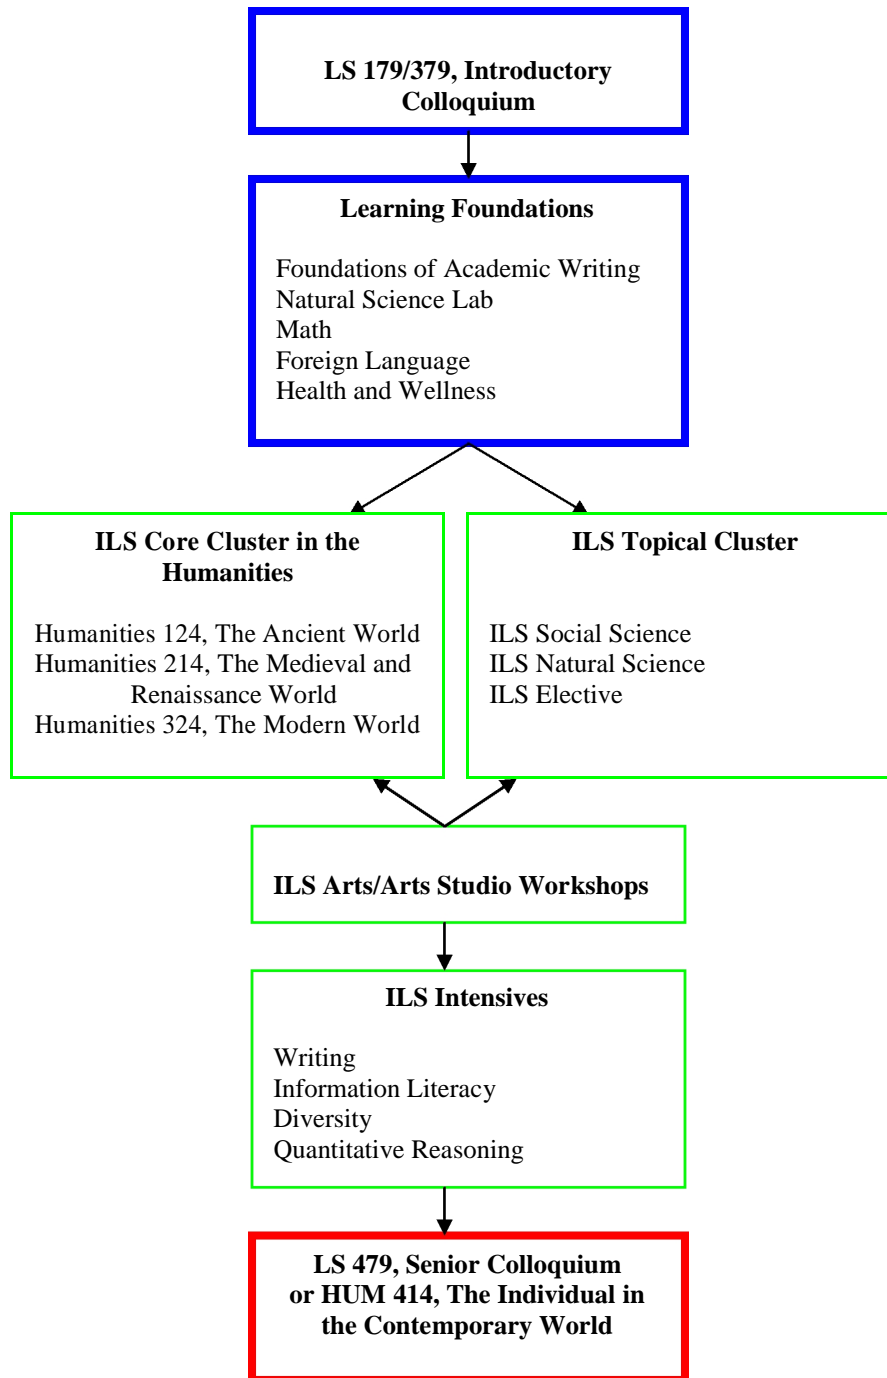 LS 179/379, Introductory
Colloquium
Learning Foundations
Foundations of Academic Writing
Natural Science Lab
Math
Foreign Language
Health and Wellness
ILS Core Cluster in the
Humanities
Humanities 124, The Ancient World
Humanities 214, The Medieval and
Renaissance World
Humanities 324, The Modern World
ILS Topical Cluster
ILS Social Science
ILS Natural Science
ILS Elective
ILS Arts/Arts Studio Workshops
ILS Intensives
Writing
Information Literacy
Diversity
Quantitative Reasoning
LS 479, Senior Colloquium
or HUM 414, The Individual in
the Contemporary World